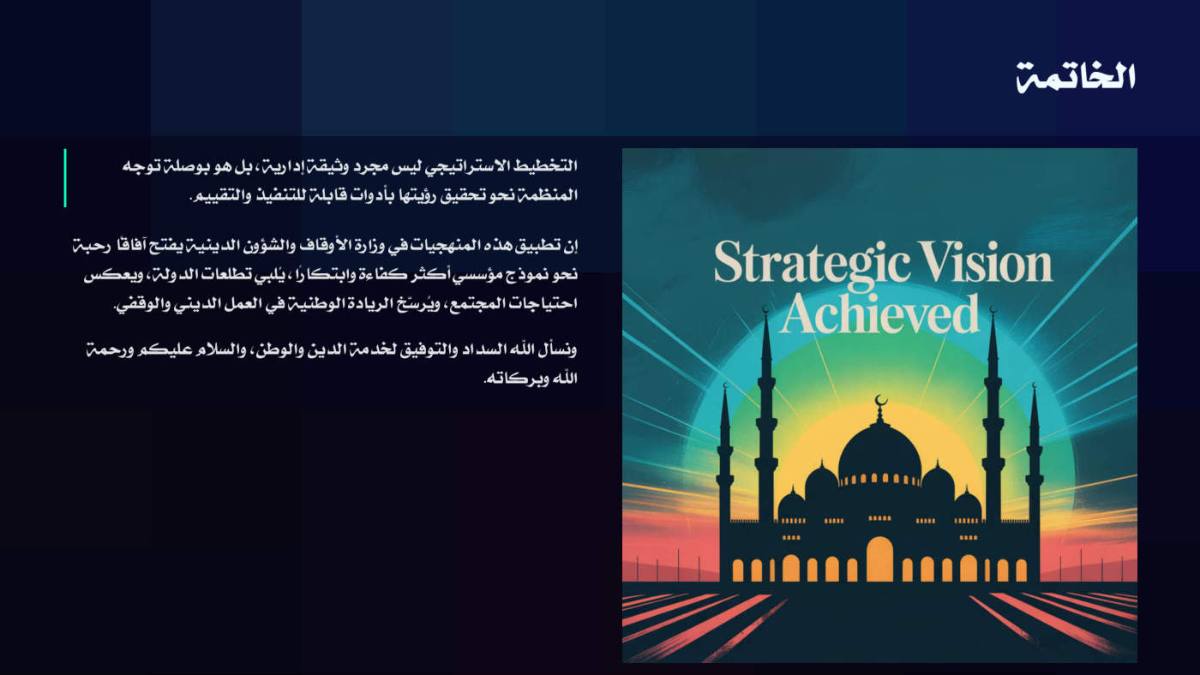 الخاتمة
التخطيط الاستراتيجي ليس مجرد وثيقة إدارية، بل هو بوصلة توجه
المنظمة نحو تحقيق رؤيتها بأدوات قابلة للتنفيذ والتقييم.
إن تطبيق هذه المنهجيات في وزارة الأوقاف والشؤون الدينية يفتح آفاقًا رحبة
نحو نموذج مؤسسي أكثر كفاءة وابتكارًا، يُلبي تطلعات الدولة، ويعكس
احتياجات المجتمع، ويُرسّخ الريادة الوطنية في العمل الديني والوقفي.
ونسأل الله السداد والتوفيق لخدمة الدين والوطن، والسلام عليكم ورحمة
الله وبركاته.
Strategic Vision
Achieved